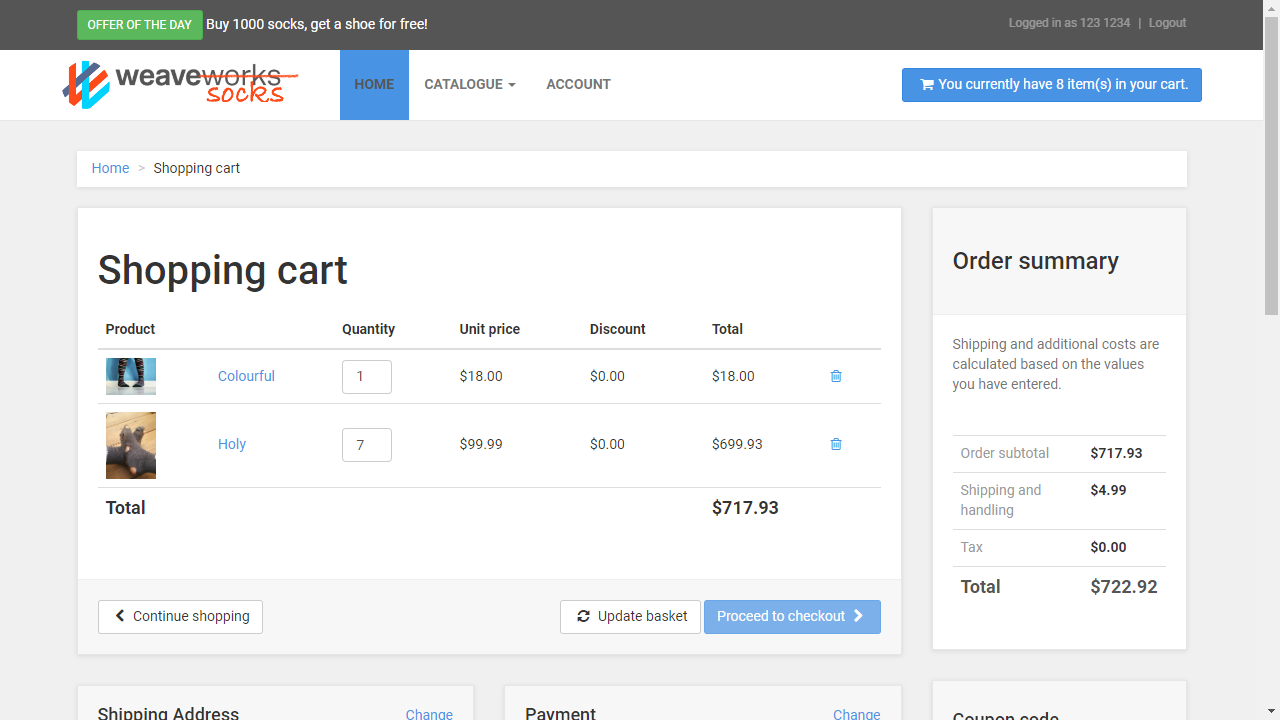 OFFER OF THE DAY Buy 1000 socks, get a shoe for free!
Logged in as 123 1234 | Logout
weaveworks
socks
HOME
CATALOGUE
ACCOUNT
You currently have 8 item(s) in your cart.
Home > Shopping cart
Shopping cart
Product Quantity Unit price Discount Total
Colourful 1 $18.00 $0.00 $18.00
Holy 7 $99.99 $0.00 $699.93
Total $717.93
Continue shopping
Update basket
Proceed to checkout
Order summary
Shipping and additional costs are
calculated based on the values
you have entered.
Order subtotal $717.93
Shipping and
handling $4.99
Tax $0.00
Total $722.92
Shipping Address Change
Payment Change
Coupon code